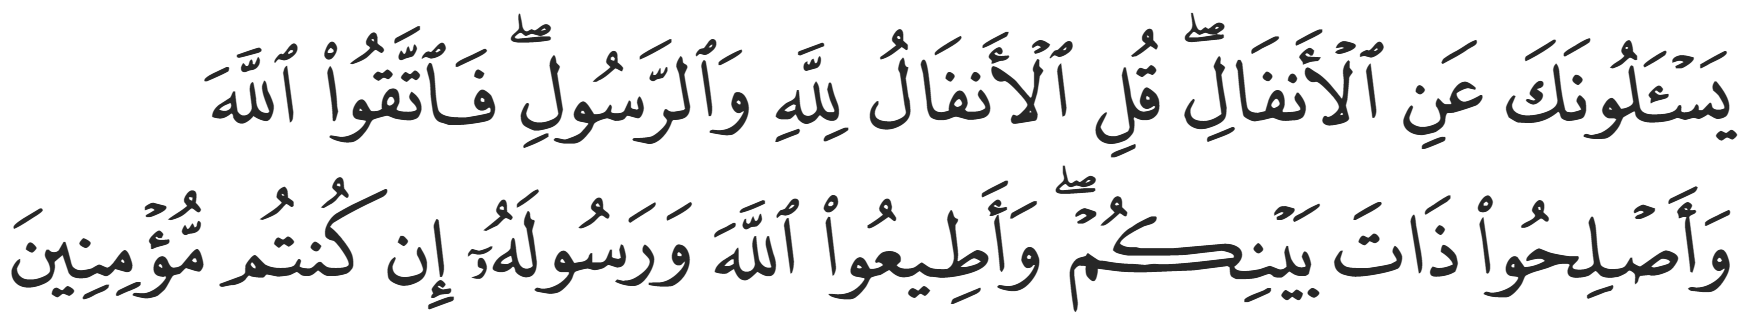 يَسْـَٔلُونَكَ عَنِ ٱلْأَنفَالِ ۖ قُلِ ٱلْأَنفَالُ لِلَّهِ وَٱلرَّسُولِ ۖ فَٱتَّقُوا۟ ٱللَّهَ
وَأَصْلِحُوا۟ ذَاتَ بَيْنِكُمْ ۖ وَأَطِيعُوا۟ ٱللَّهَ وَرَسُولَهُۥٓ إِن كُنتُم مُّؤْمِنِينَ